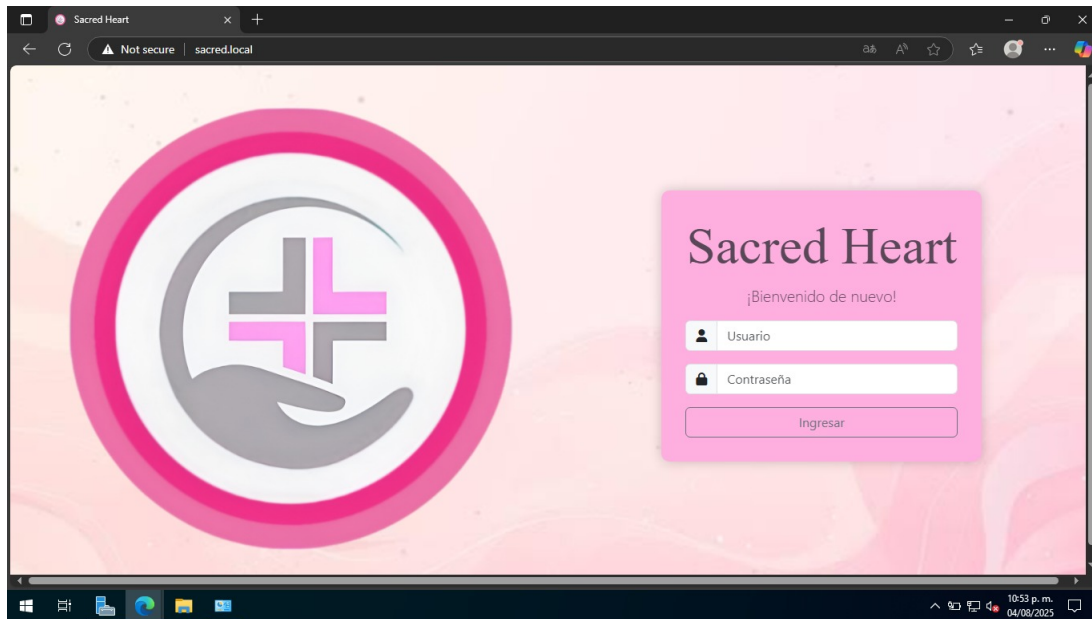 Sacred Heart
Not secure | sacred.local
Sacred Heart
¡Bienvenido de nuevo!
Usuario
Contraseña
Ingresar
10:53 p. m.
04/08/2025